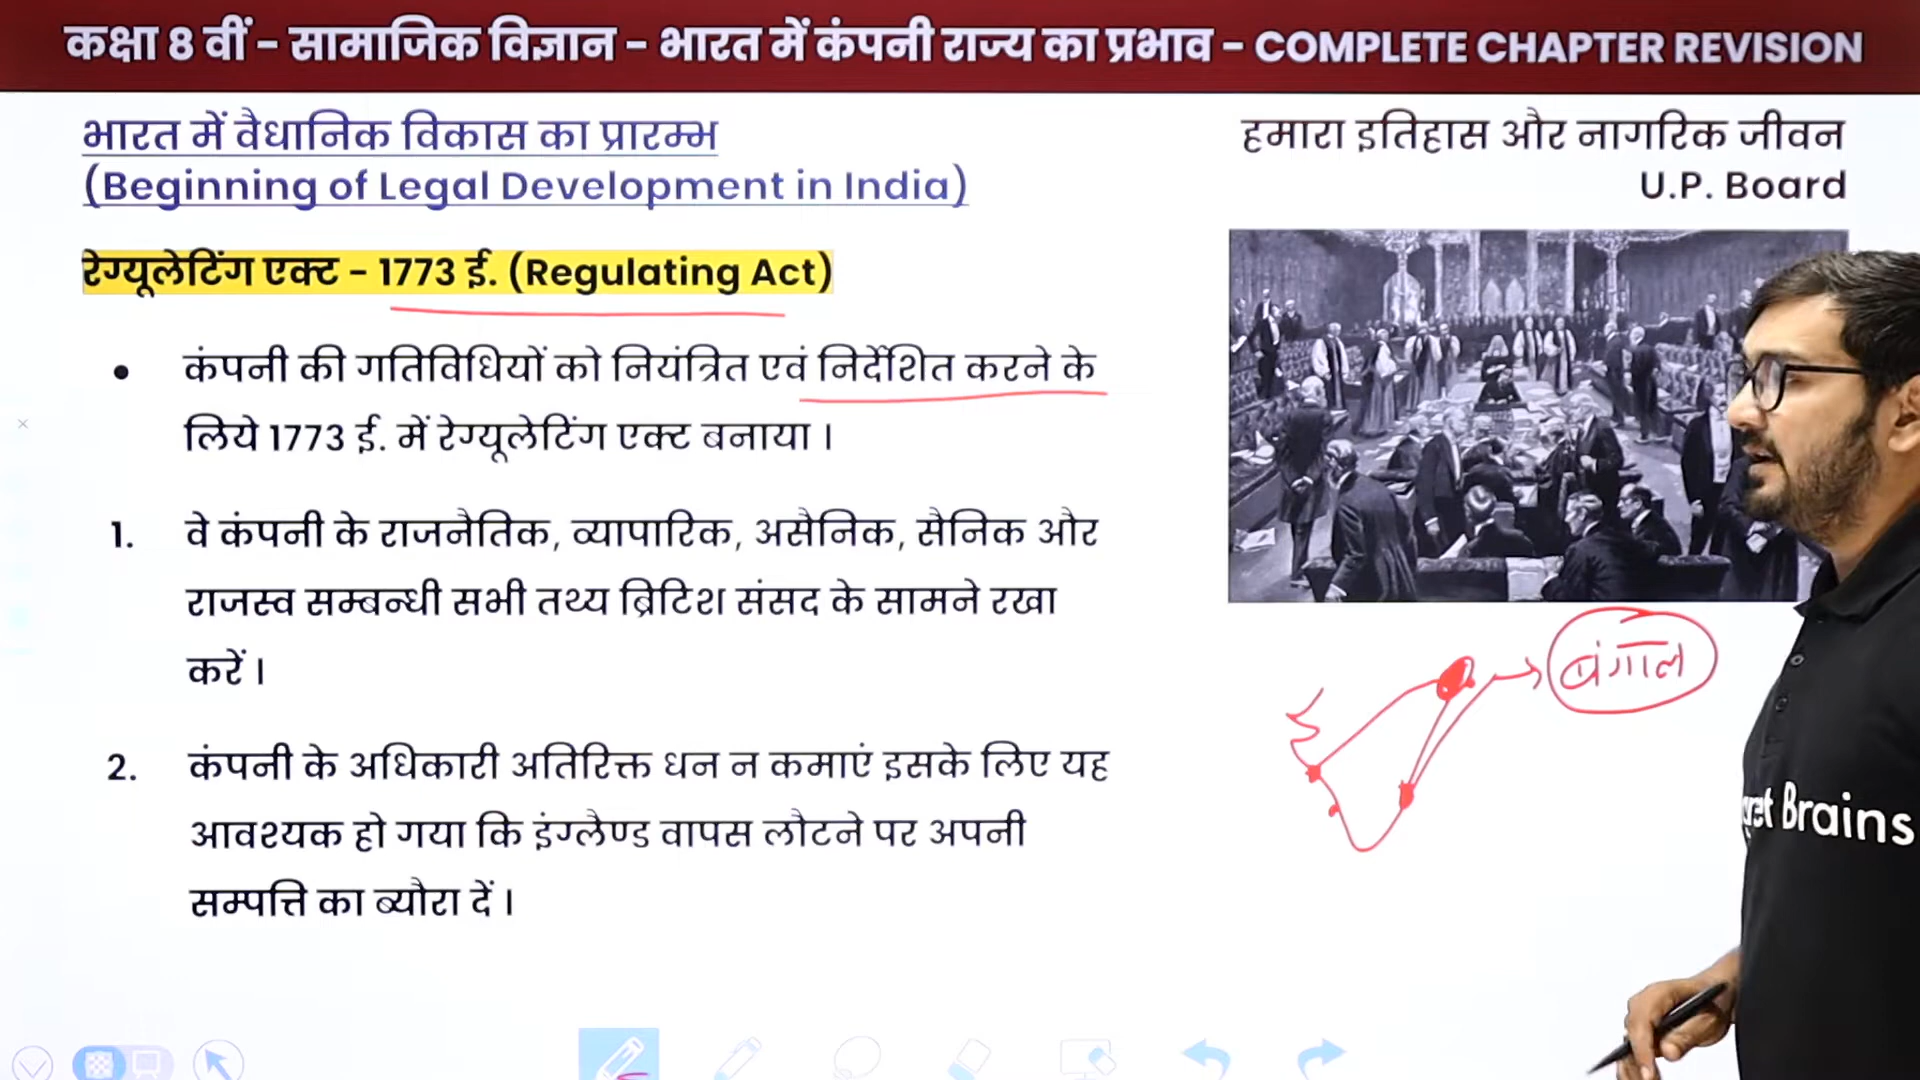 कक्षा 8 वीं - सामाजिक विज्ञान - भारत में कंपनी राज्य का प्रभाव - COMPLETE CHAPTER REVISION
भारत में वैधानिक विकास का प्रारम्भ
(Beginning of Legal Development in India)
हमारा इतिहास और नागरिक जीवन
U.P. Board
रेग्यूलेटिंग एक्ट - 1773 ई. (Regulating Act)
• कंपनी की गतिविधियों को नियंत्रित एवं निर्देशित करने के
लिये 1773 ई. में रेग्यूलेटिंग एक्ट बनाया ।
1. वे कंपनी के राजनैतिक, व्यापारिक, असैनिक, सैनिक और
राजस्व सम्बन्धी सभी तथ्य ब्रिटिश संसद के सामने रखा
करें ।
2. कंपनी के अधिकारी अतिरिक्त धन न कमाएं इसके लिए यह
आवश्यक हो गया कि इंग्लैण्ड वापस लौटने पर अपनी
सम्पत्ति का ब्यौरा दें ।
बंगाल
Brains